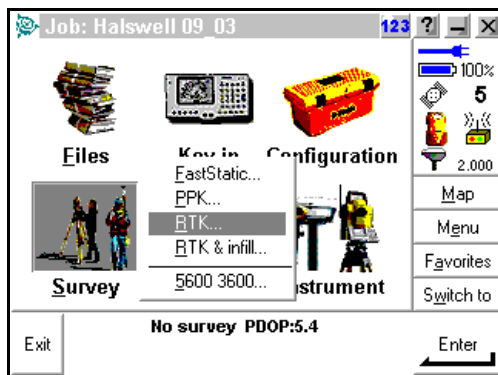 Job: Halswell 09_03
123 ? — X
100%
5
2.000
Files
Key in
Configuration
FastStatic...
PPK...
RTK...
RTK & infill...
5600 3600...
Survey
Instrument
Map
Menu
Favorites
Switch to
Exit
No survey PDOP:5.4
Enter